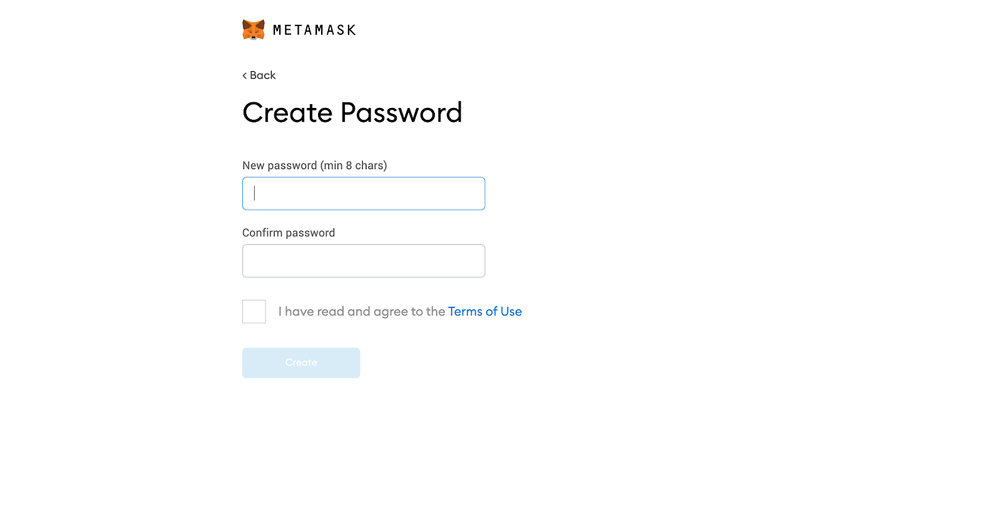 METAMASK
< Back
Create Password
New password (min 8 chars)
Confirm password
I have read and agree to the Terms of Use
Create